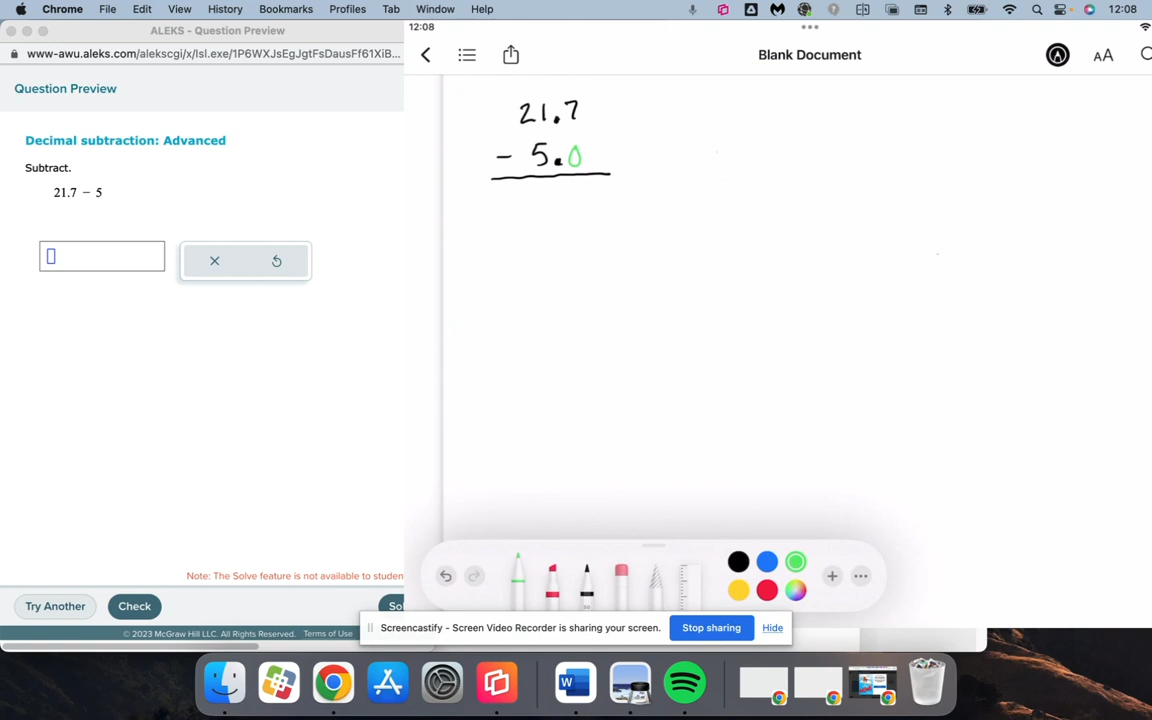 Chrome File Edit View History Bookmarks Profiles Tab Window Help 12:08
ALEKS - Question Preview
www-awu.aleks.com/alekscgi/x/Isl.exe/1P6WXJsEgJgtFsDausFf61XiB...
Question Preview
Decimal subtraction: Advanced
Subtract.
21.7 − 5
Note: The Solve feature is not available to studen
Try Another Check So
© 2023 McGraw Hill LLC. All Rights Reserved. Terms of Use
12:08
Blank Document
AA
21.7
- 5.0
Screencastify - Screen Video Recorder is sharing your screen. Stop sharing Hide